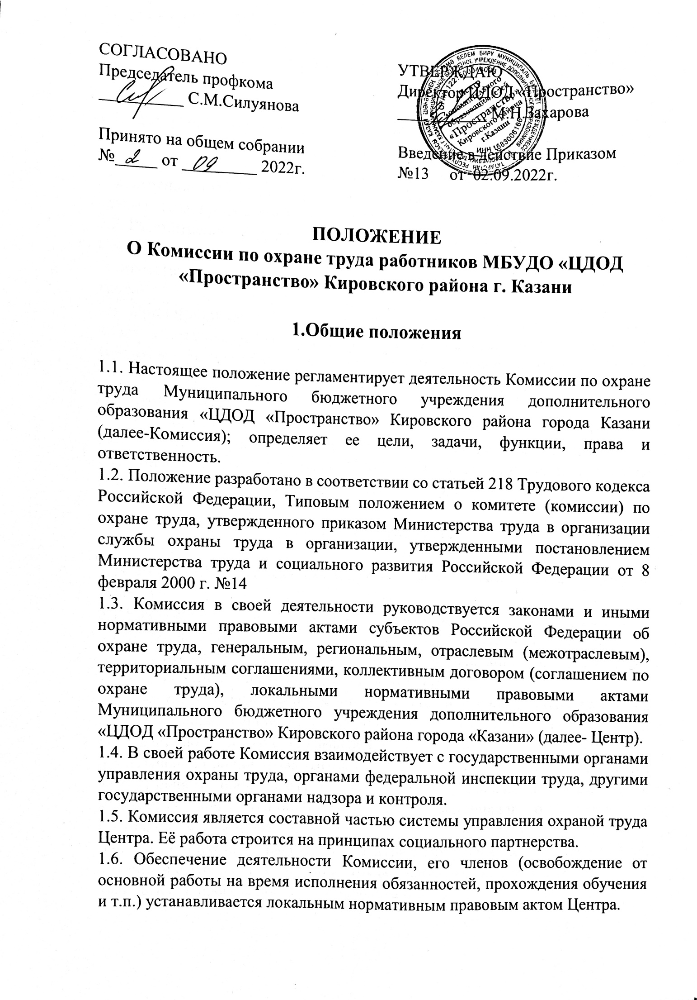 СОГЛАСОВАНО
Председатель профкома
С.М.Силуянова
Принято на общем собрании
№ 2 от 09 2022г.
УТВЕРЖДАЮ
Директор ЦДОД «Пространство»
М.Н.Захарова
Введение в действие Приказом
№13 от 02.09.2022г.
дополнительного
образования детей
«Пространство»
Кировского района
г.Казани
ИНН 1683006166
ПОЛОЖЕНИЕ
О Комиссии по охране труда работников МБУДО «ЦДОД
«Пространство» Кировского района г. Казани
1.Общие положения
1.1. Настоящее положение регламентирует деятельность Комиссии по охране
труда Муниципального бюджетного учреждения дополнительного
образования «ЦДОД «Пространство» Кировского района города Казани
(далее-Комиссия); определяет ее цели, задачи, функции, права и
ответственность.
1.2. Положение разработано в соответствии со статьей 218 Трудового кодекса
Российской Федерации, Типовым положением о комитете (комиссии) по
охране труда, утвержденного приказом Министерства труда в организации
службы охраны труда в организации, утвержденными постановлением
Министерства труда и социального развития Российской Федерации от 8
февраля 2000 г. №14
1.3. Комиссия в своей деятельности руководствуется законами и иными
нормативными правовыми актами субъектов Российской Федерации об
охране труда, генеральным, региональным, отраслевым (межотраслевым),
территориальным соглашениями, коллективным договором (соглашением по
охране труда), локальными нормативными правовыми актами
Муниципального бюджетного учреждения дополнительного образования
«ЦДОД «Пространство» Кировского района города «Казани» (далее- Центр).
1.4. В своей работе Комиссия взаимодействует с государственными органами
управления охраны труда, органами федеральной инспекции труда, другими
государственными органами надзора и контроля.
1.5. Комиссия является составной частью системы управления охраной труда
Центра. Её работа строится на принципах социального партнерства.
1.6. Обеспечение деятельности Комиссии, его членов (освобождение от
основной работы на время исполнения обязанностей, прохождения обучения
и т.п.) устанавливается локальным нормативным правовым актом Центра.